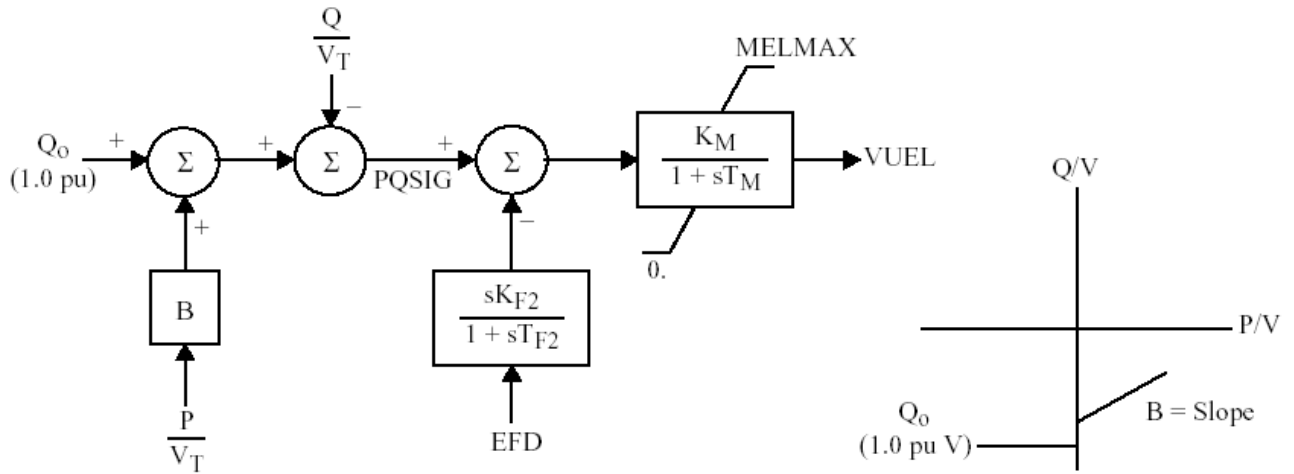 Q
V_T
MELMAX
+
+
−
+
K_M
1 + sT_M
Q_o
(1.0 pu)
Σ
Σ
Σ
VUEL
PQSIG
Q/V
+
−
0.
B
sK_F2
1 + sT_F2
P/V
P
V_T
EFD
Q_o
(1.0 pu V)
B = Slope